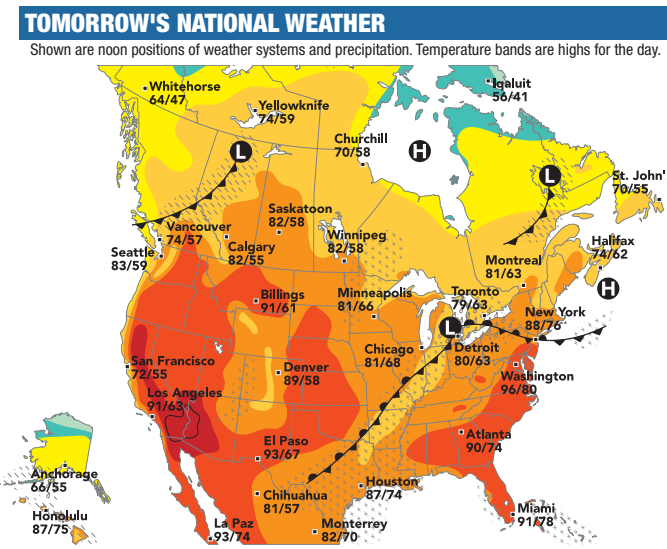 TOMORROW'S NATIONAL WEATHER
Shown are noon positions of weather systems and precipitation. Temperature bands are highs for the day.
Whitehorse
64/47
Iqaluit
56/41
Yellowknife
74/59
Churchill
70/58
H
L
L
St. John'
70/55
Saskatoon
82/58
Vancouver
74/57
Calgary
82/55
Winnipeg
82/58
Halifax
74/62
Seattle
83/59
Montreal
81/63
H
Billings
91/61
Minneapolis
81/66
Toronto
79/63
New York
88/76
L
Chicago
81/68
Detroit
80/63
San Francisco
72/55
Denver
89/58
Washington
96/80
Los Angeles
91/63
El Paso
93/67
Atlanta
90/74
Anchorage
66/55
Houston
87/74
Chihuahua
81/57
Honolulu
87/75
La Paz
93/74
Monterrey
82/70
Miami
91/78